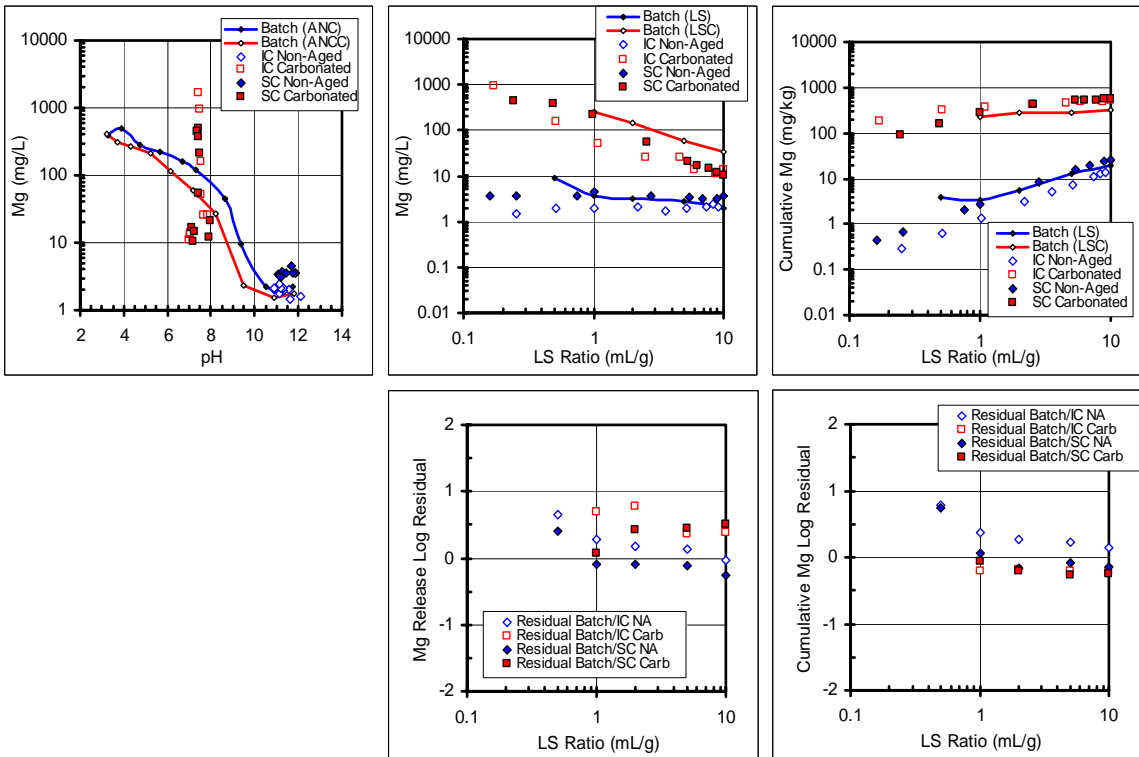 Batch (ANC)
Batch (ANCC)
IC Non-Aged
IC Carbonated
SC Non-Aged
SC Carbonated
10000
1000
100
10
1
Mg (mg/L)
2 4 6 8 10 12 14
pH
Batch (LS)
Batch (LSC)
IC Non-Aged
IC Carbonated
SC Non-Aged
SC Carbonated
10000
1000
100
10
1
0.1
0.01
Mg (mg/L)
0.1 1.0 10
LS Ratio (mL/g)
10000
1000
100
10
1
0.1
0.01
Cumulative Mg (mg/kg)
Batch (LS)
Batch (LSC)
IC Non-Aged
IC Carbonated
SC Non-Aged
SC Carbonated
0.1 1.0 10
LS Ratio (mL/g)
2
1
0
-1
-2
Mg Release Log Residual
Residual Batch/IC NA
Residual Batch/IC Carb
Residual Batch/SC NA
Residual Batch/SC Carb
0.1 1 10
LS Ratio (mL/g)
Residual Batch/IC NA
Residual Batch/IC Carb
Residual Batch/SC NA
Residual Batch/SC Carb
2
1
0
-1
-2
Cumulative Mg Log Residual
0.1 1 10
LS Ratio (mL/g)